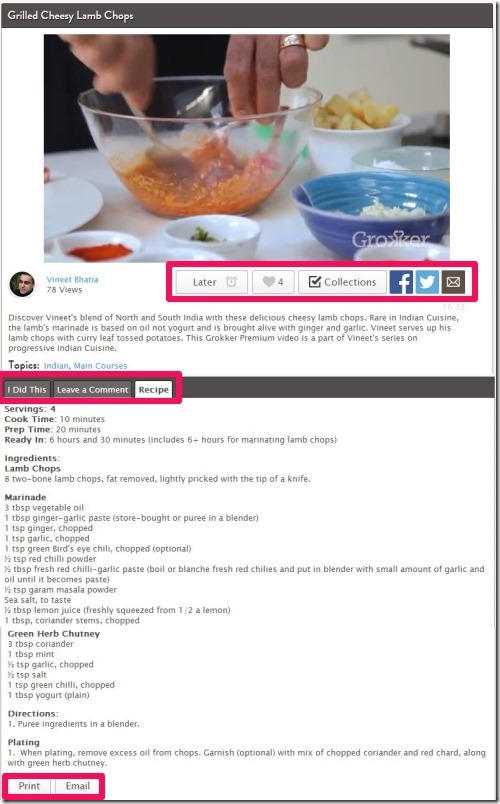 Grilled Cheesy Lamb Chops
Grokker
Vineet Bhatia
78 Views
Later
4
Collections
16:33
Discover Vineet's blend of North and South India with these delicious cheesy lamb chops. Rare in Indian Cuisine,
the lamb's marinade is based on oil not yogurt and is brought alive with ginger and garlic. Vineet serves up his
lamb chops with curry leaf tossed potatoes. This Grokker Premium video is a part of Vineet's series on
progressive Indian Cuisine.
Topics: Indian, Main Courses
I Did This Leave a Comment Recipe
Servings: 4
Cook Time: 10 minutes
Prep Time: 20 minutes
Ready In: 6 hours and 30 minutes (includes 6+ hours for marinating lamb chops)
Ingredients:
Lamb Chops
8 two-bone lamb chops, fat removed, lightly pricked with the tip of a knife.
Marinade
3 tbsp vegetable oil
1 tbsp ginger-garlic paste (store-bought or puree in a blender)
1 tsp ginger, chopped
1 tsp garlic, chopped
1 tsp green Bird's eye chili, chopped (optional)
½ tsp red chilli powder
½ tbsp fresh red chilli-garlic paste (boil or blanche fresh red chilies and put in blender with small amount of garlic and
oil until it becomes paste)
½ tsp garam masala powder
Sea salt, to taste
½ tbsp lemon juice (freshly squeezed from 1/2 a lemon)
1 tbsp, coriander stems, chopped
Green Herb Chutney
3 tbsp coriander
1 tbsp mint
½ tsp garlic, chopped
½ tsp salt
1 tsp green chilli, chopped
1 tbsp yogurt (plain)
Directions:
1. Puree ingredients in a blender.
Plating
1. When plating, remove excess oil from chops. Garnish (optional) with mix of chopped coriander and red chard, along
with green herb chutney.
Print Email